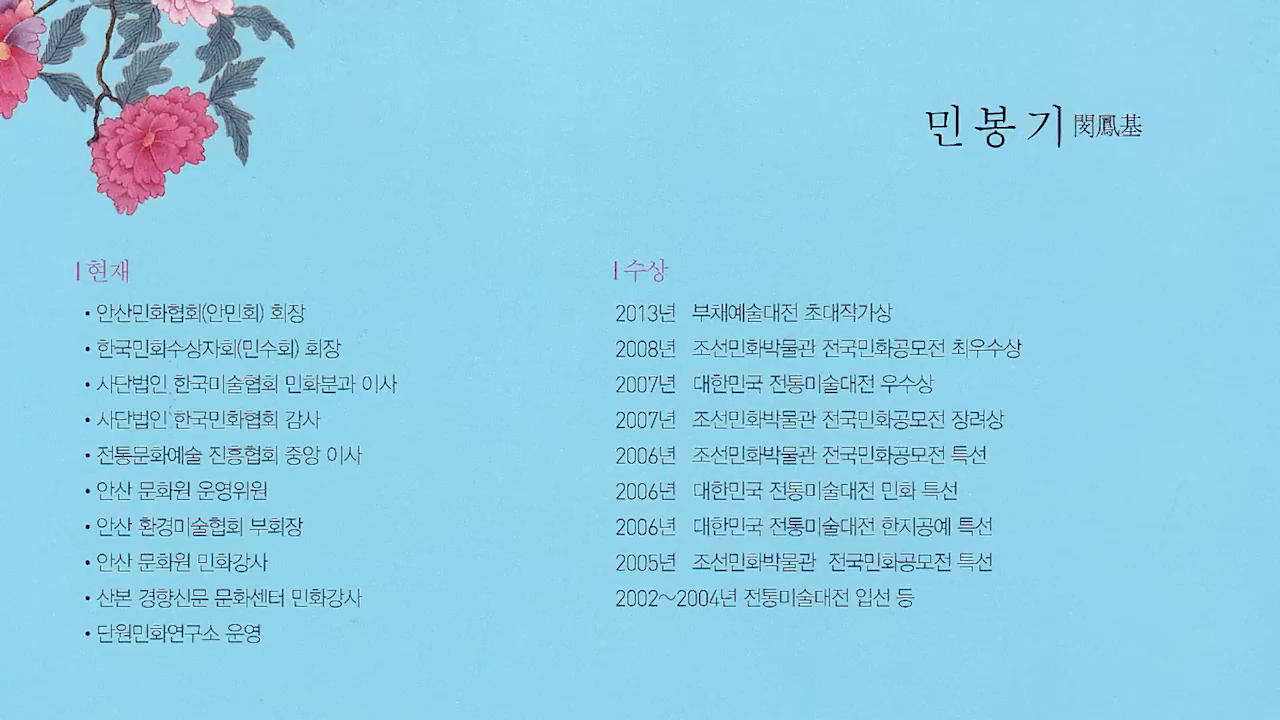 민봉기 閔鳳基
현재
• 안산민화협회(안민회) 회장
• 한국민화수상자회(민수회) 회장
• 사단법인 한국미술협회 민화분과 이사
• 사단법인 한국민화협회 감사
• 전통문화예술 진흥협회 중앙 이사
• 안산 문화원 운영위원
• 안산 환경미술협회 부회장
• 안산 문화원 민화강사
• 산본 경향신문 문화센터 민화강사
• 단원민화연구소 운영
수상
2013년 부채예술대전 초대작가상
2008년 조선민화박물관 전국민화공모전 최우수상
2007년 대한민국 전통미술대전 우수상
2007년 조선민화박물관 전국민화공모전 장려상
2006년 조선민화박물관 전국민화공모전 특선
2006년 대한민국 전통미술대전 민화 특선
2006년 대한민국 전통미술대전 한지공예 특선
2005년 조선민화박물관 전국민화공모전 특선
2002~2004년 전통미술대전 입선 등